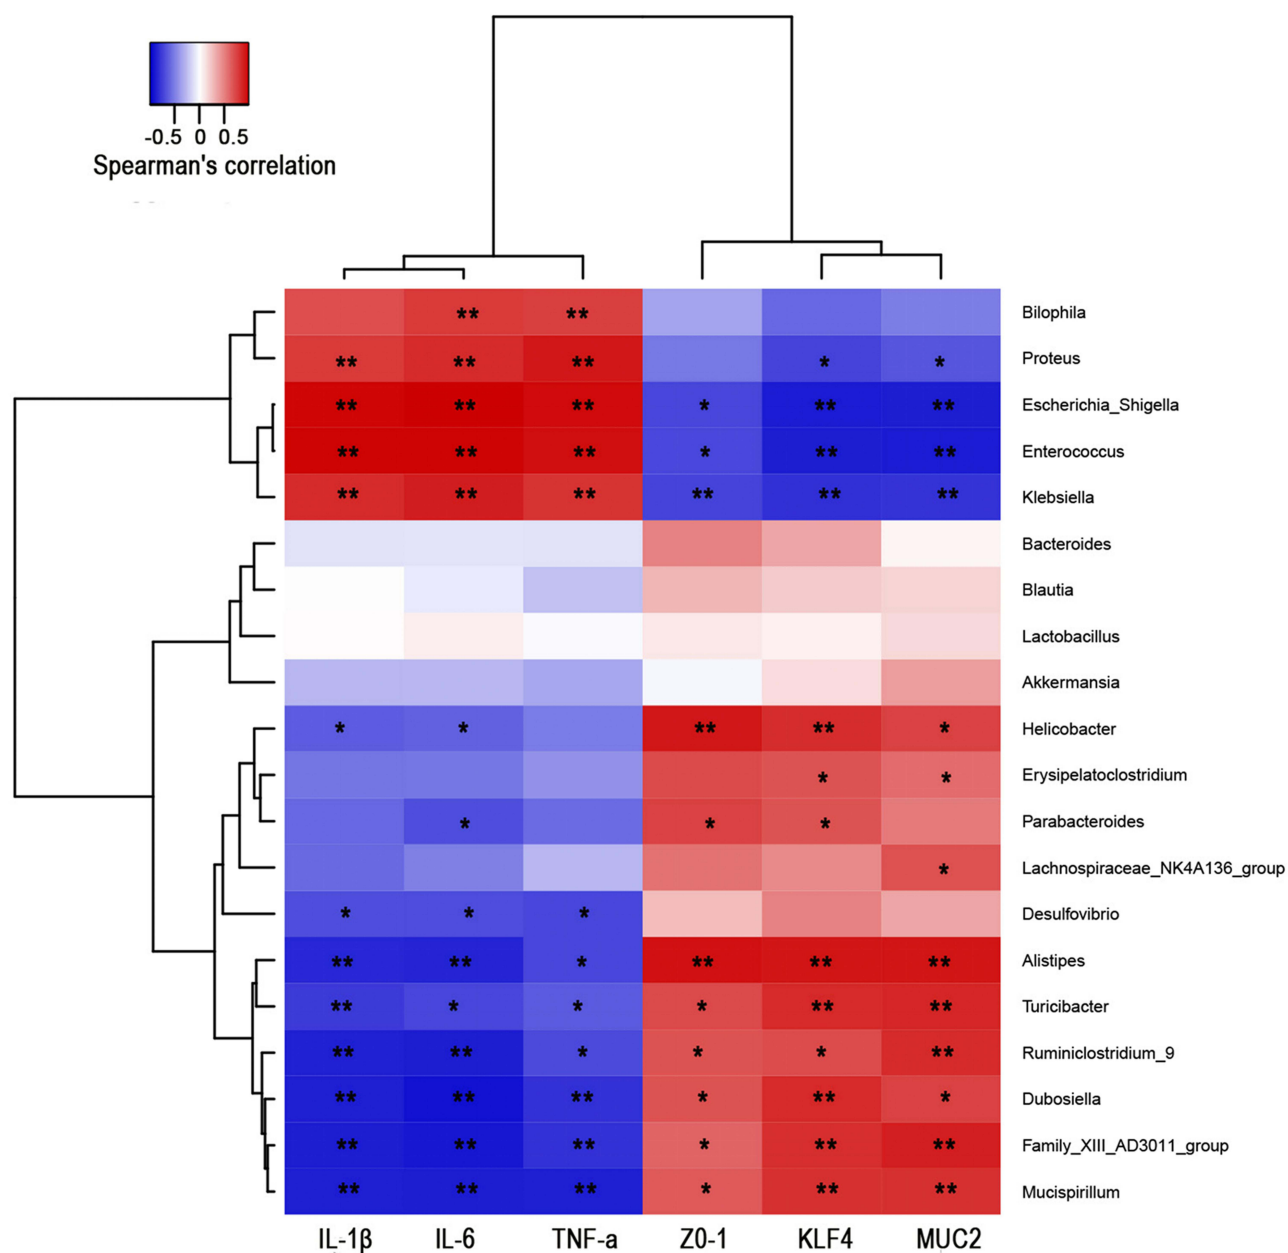 -0.5 0 0.5
Spearman's correlation
** ** Bilophila
** ** ** * * Proteus
** ** ** * ** ** Escherichia_Shigella
** ** ** * ** ** Enterococcus
** ** ** ** ** ** Klebsiella
Bacteroides
Blautia
Lactobacillus
Akkermansia
* * ** ** * Helicobacter
* * Erysipelatoclostridium
* * * Parabacteroides
* Lachnospiraceae_NK4A136_group
* * * Desulfovibrio
** ** * ** ** ** Alistipes
** * * * ** ** Turicibacter
** ** * * * ** Ruminiclostridium_9
** ** ** * ** * Dubosiella
** ** ** * ** ** Family_XIII_AD3011_group
** ** ** * ** ** Mucispirillum
IL-1β IL-6 TNF-a Z0-1 KLF4 MUC2